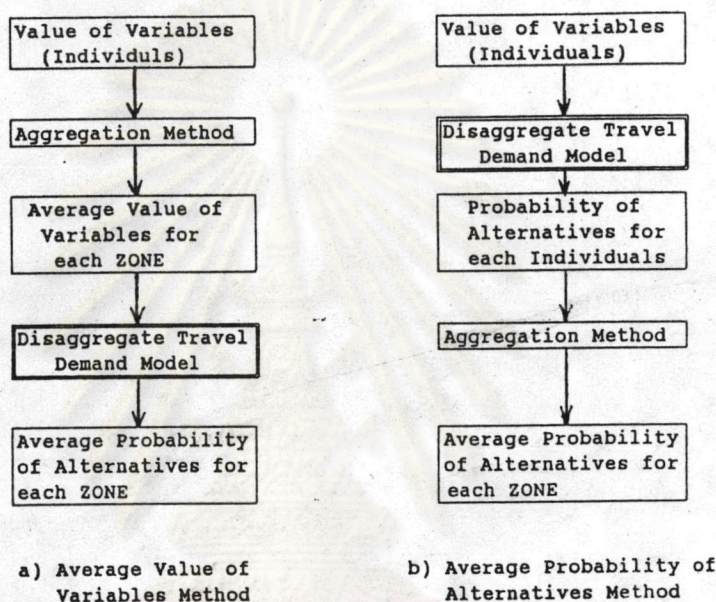 Value of Variables
(Individuls)
Aggregation Method
Average Value of
Variables for
each ZONE
Disaggregate Travel
Demand Model
Average Probability
of Alternatives for
each ZONE
a) Average Value of
Variables Method
Value of Variables
(Individuals)
Disaggregate Travel
Demand Model
Probability of
Alternatives for
each Individuals
Aggregation Method
Average Probability
of Alternatives for
each ZONE
b) Average Probability of
Alternatives Method